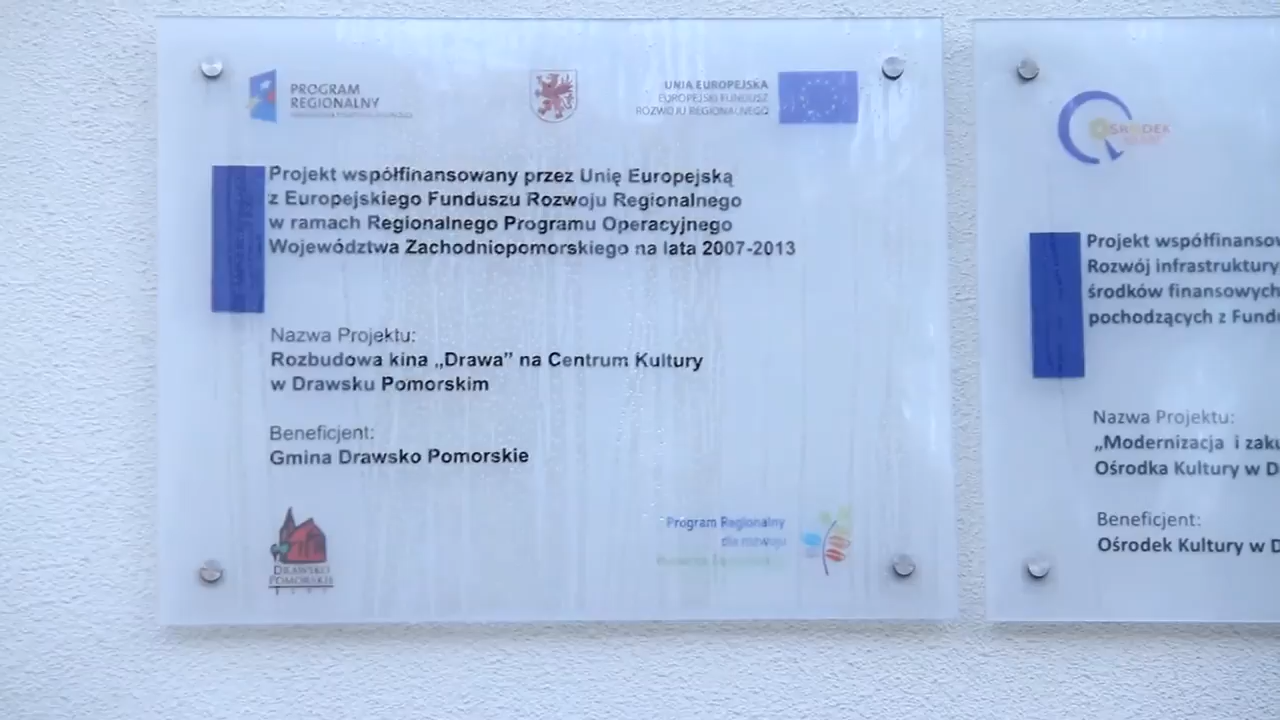 PROGRAM
REGIONALNY
UNIA EUROPEJSKA
EUROPEJSKI FUNDUSZ
ROZWOJU REGIONALNEGO
Projekt współfinansowany przez Unię Europejską
z Europejskiego Funduszu Rozwoju Regionalnego
w ramach Regionalnego Programu Operacyjnego
Województwa Zachodniopomorskiego na lata 2007-2013
Nazwa Projektu:
Rozbudowa kina „Drawa” na Centrum Kultury
w Drawsku Pomorskim
Beneficjent:
Gmina Drawsko Pomorskie
DRAWSKO
POMORSKIE
Program Regionalny
dla rozwoju
OŚRODEK
Projekt współfinansow
Rozwój infrastruktury
środków finansowych
pochodzących z Fundu
Nazwa Projektu:
„Modernizacja i zaku
Ośrodka Kultury w D
Beneficjent:
Ośrodek Kultury w D